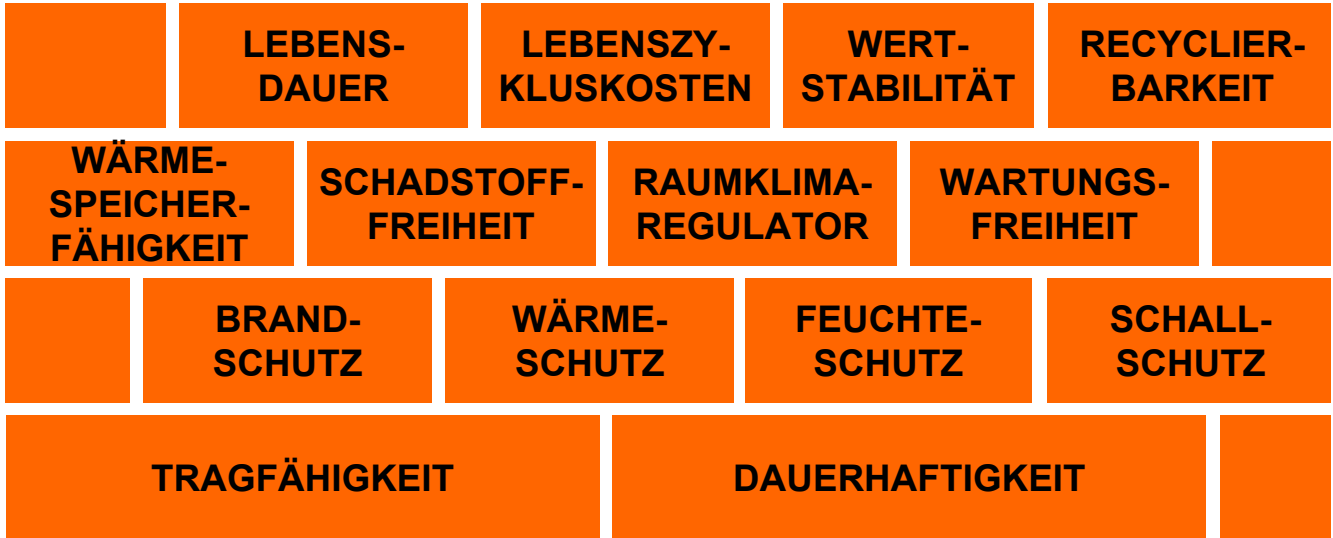 LEBENS-
DAUER
LEBENSZY-
KLUSKOSTEN
WERT-
STABILITÄT
RECYCLIER-
BARKEIT
WÄRME-
SPEICHER-
FÄHIGKEIT
SCHADSTOFF-
FREIHEIT
RAUMKLIMA-
REGULATOR
WARTUNGS-
FREIHEIT
BRAND-
SCHUTZ
WÄRME-
SCHUTZ
FEUCHTE-
SCHUTZ
SCHALL-
SCHUTZ
TRAGFÄHIGKEIT
DAUERHAFTIGKEIT